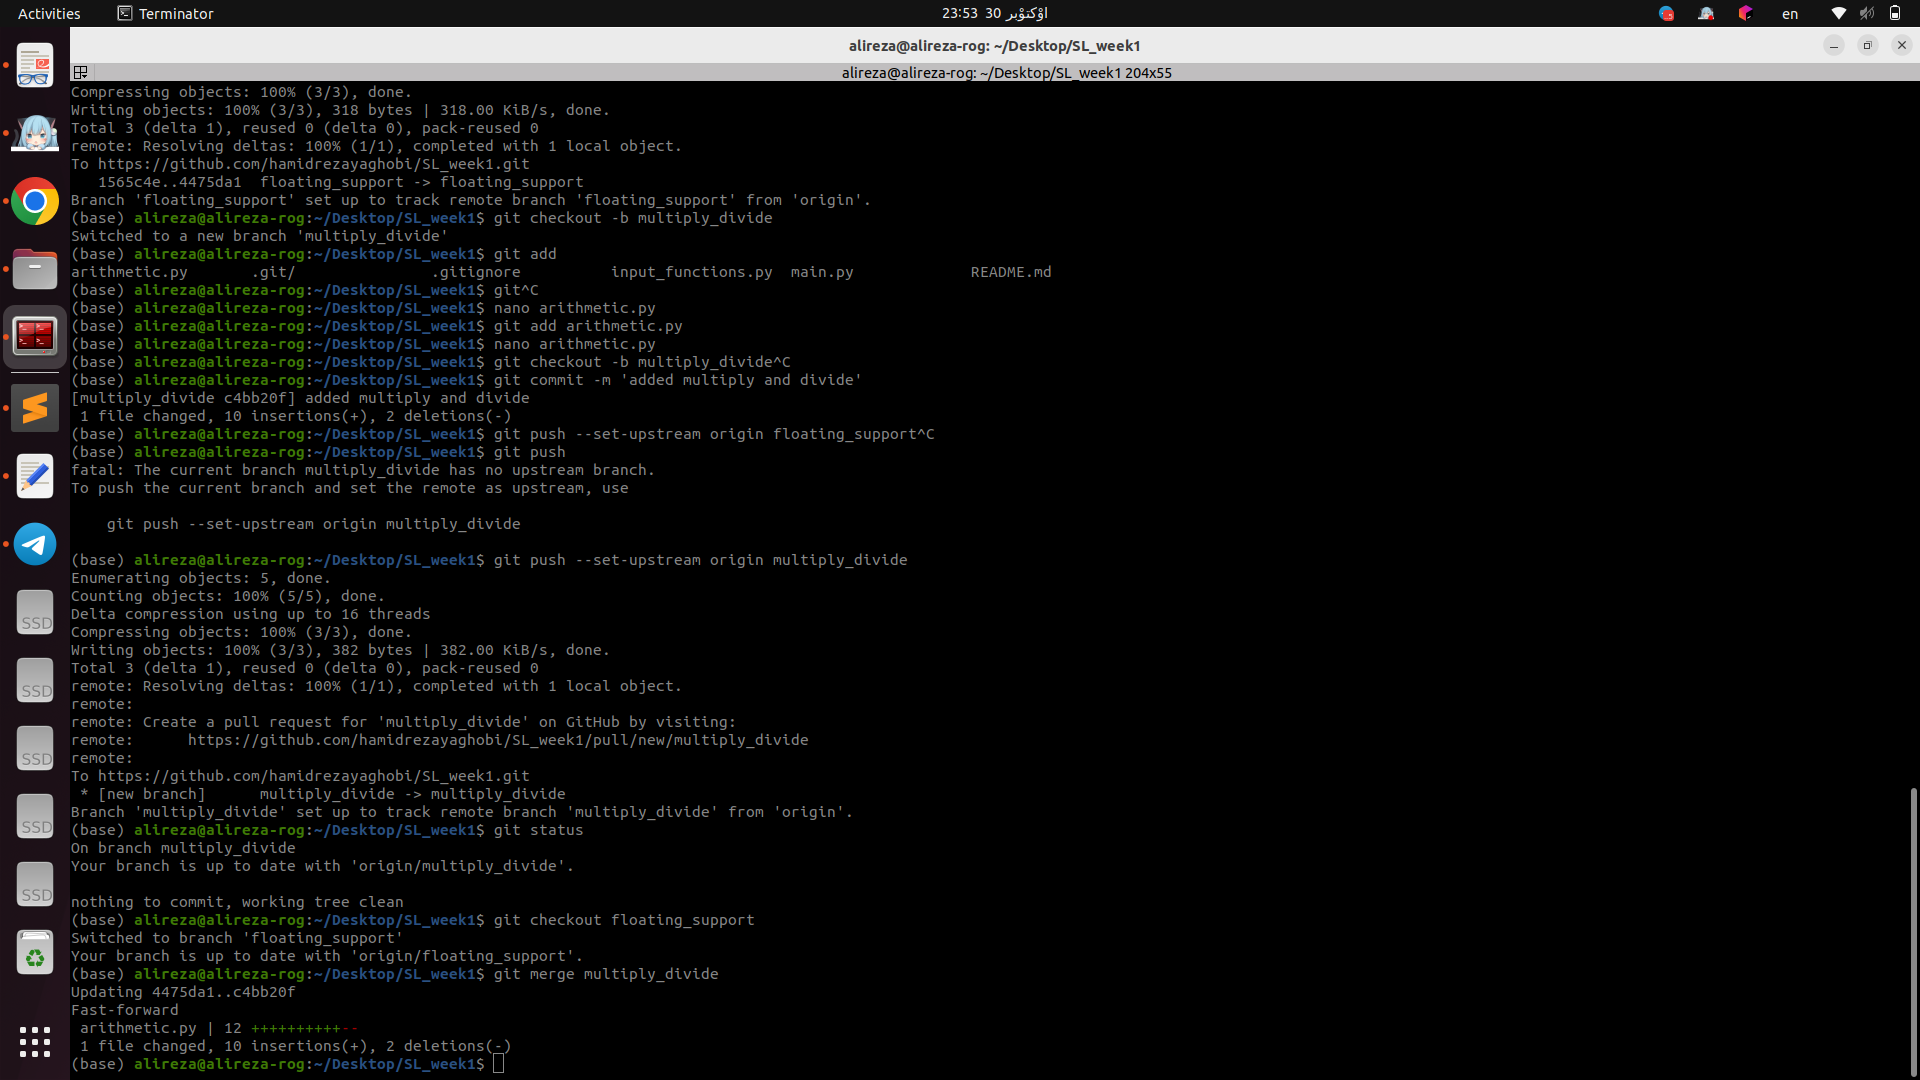 Activities
Terminator
23:53 30 اؤکتوْبر
en
alireza@alireza-rog: ~/Desktop/SL_week1
alireza@alireza-rog: ~/Desktop/SL_week1 204x55
Compressing objects: 100% (3/3), done.
Writing objects: 100% (3/3), 318 bytes | 318.00 KiB/s, done.
Total 3 (delta 1), reused 0 (delta 0), pack-reused 0
remote: Resolving deltas: 100% (1/1), completed with 1 local object.
To https://github.com/hamidrezayaghobi/SL_week1.git
   1565c4e..4475da1  floating_support -> floating_support
Branch 'floating_support' set up to track remote branch 'floating_support' from 'origin'.
(base) alireza@alireza-rog:~/Desktop/SL_week1$ git checkout -b multiply_divide
Switched to a new branch 'multiply_divide'
(base) alireza@alireza-rog:~/Desktop/SL_week1$ git add
arithmetic.py       .git/               .gitignore          input_functions.py  main.py             README.md
(base) alireza@alireza-rog:~/Desktop/SL_week1$ git^C
(base) alireza@alireza-rog:~/Desktop/SL_week1$ nano arithmetic.py
(base) alireza@alireza-rog:~/Desktop/SL_week1$ git add arithmetic.py
(base) alireza@alireza-rog:~/Desktop/SL_week1$ nano arithmetic.py
(base) alireza@alireza-rog:~/Desktop/SL_week1$ git checkout -b multiply_divide^C
(base) alireza@alireza-rog:~/Desktop/SL_week1$ git commit -m 'added multiply and divide'
[multiply_divide c4bb20f] added multiply and divide
 1 file changed, 10 insertions(+), 2 deletions(-)
(base) alireza@alireza-rog:~/Desktop/SL_week1$ git push --set-upstream origin floating_support^C
(base) alireza@alireza-rog:~/Desktop/SL_week1$ git push
fatal: The current branch multiply_divide has no upstream branch.
To push the current branch and set the remote as upstream, use
    git push --set-upstream origin multiply_divide
(base) alireza@alireza-rog:~/Desktop/SL_week1$ git push --set-upstream origin multiply_divide
Enumerating objects: 5, done.
Counting objects: 100% (5/5), done.
Delta compression using up to 16 threads
Compressing objects: 100% (3/3), done.
Writing objects: 100% (3/3), 382 bytes | 382.00 KiB/s, done.
Total 3 (delta 1), reused 0 (delta 0), pack-reused 0
remote: Resolving deltas: 100% (1/1), completed with 1 local object.
remote:
remote: Create a pull request for 'multiply_divide' on GitHub by visiting:
remote:      https://github.com/hamidrezayaghobi/SL_week1/pull/new/multiply_divide
remote:
To https://github.com/hamidrezayaghobi/SL_week1.git
 * [new branch]      multiply_divide -> multiply_divide
Branch 'multiply_divide' set up to track remote branch 'multiply_divide' from 'origin'.
(base) alireza@alireza-rog:~/Desktop/SL_week1$ git status
On branch multiply_divide
Your branch is up to date with 'origin/multiply_divide'.
nothing to commit, working tree clean
(base) alireza@alireza-rog:~/Desktop/SL_week1$ git checkout floating_support
Switched to branch 'floating_support'
Your branch is up to date with 'origin/floating_support'.
(base) alireza@alireza-rog:~/Desktop/SL_week1$ git merge multiply_divide
Updating 4475da1..c4bb20f
Fast-forward
 arithmetic.py | 12 ++++++++++--
 1 file changed, 10 insertions(+), 2 deletions(-)
(base) alireza@alireza-rog:~/Desktop/SL_week1$
SSD
SSD
SSD
SSD
SSD